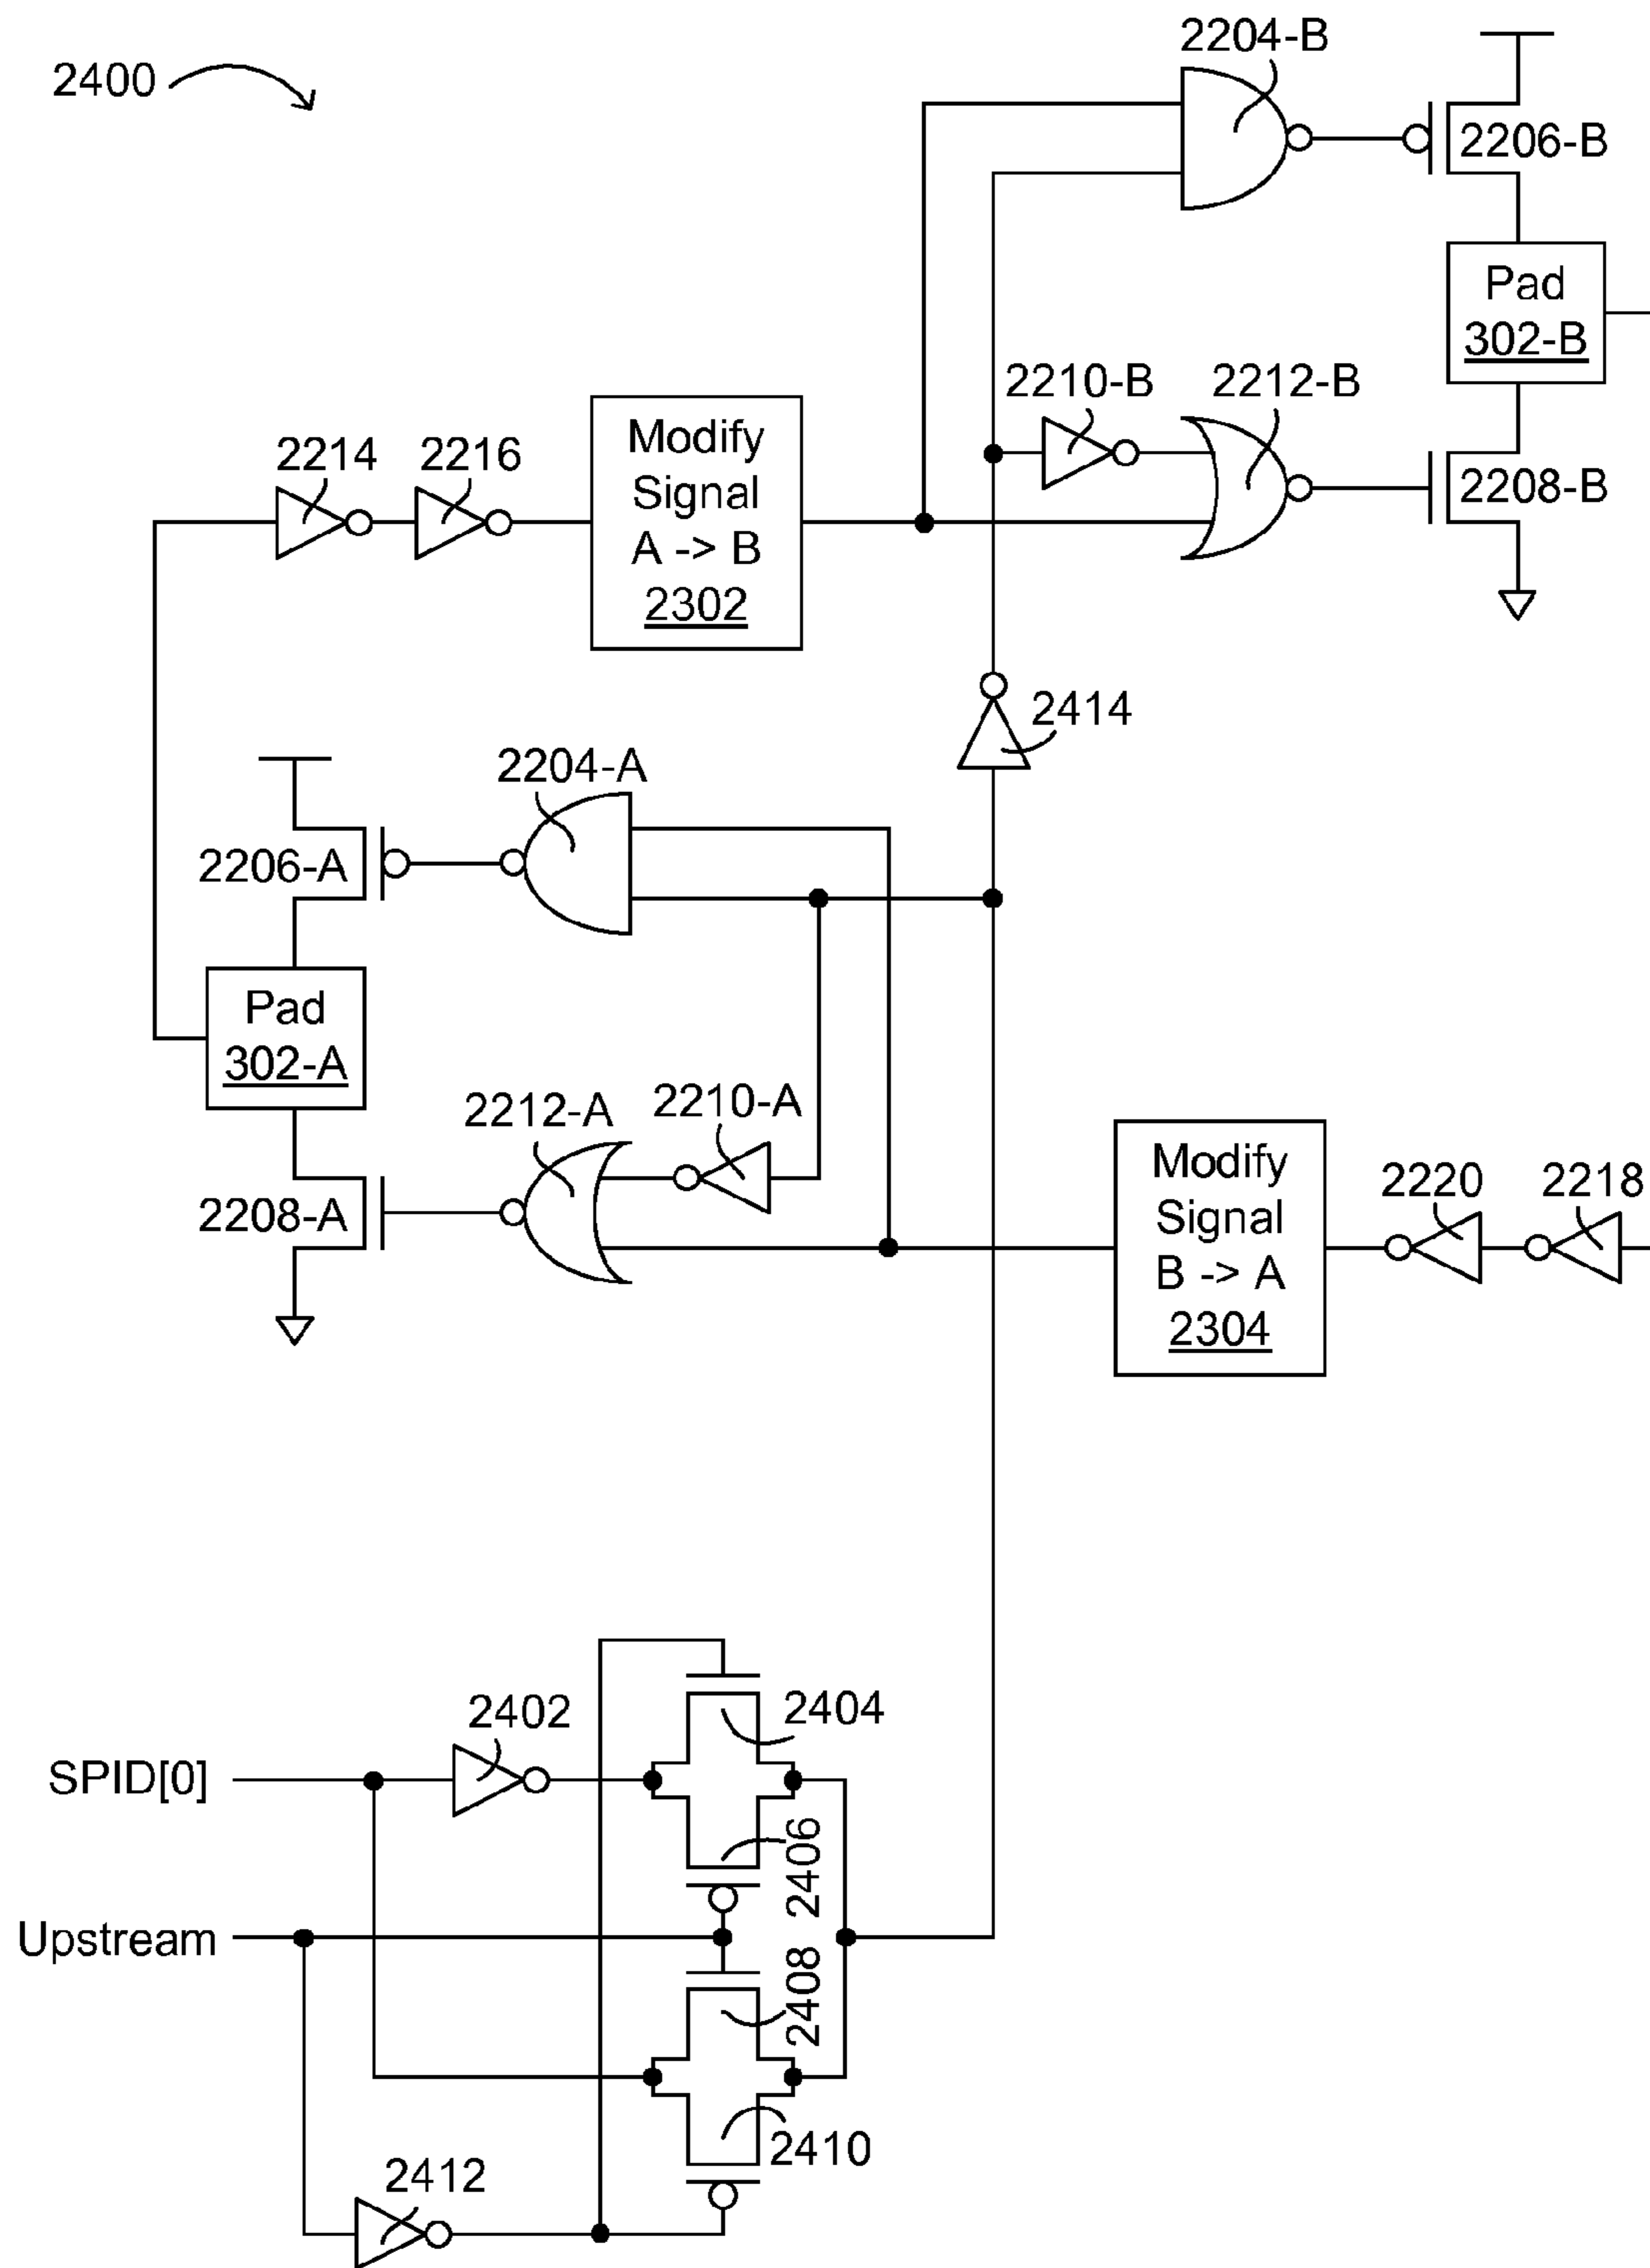 2400
2204-B
2206-B
Pad
302-B
2210-B
2212-B
2208-B
2214
2216
Modify
Signal
A -> B
2302
2414
2204-A
2206-A
Pad
302-A
2212-A
2210-A
2208-A
Modify
Signal
B -> A
2304
2220
2218
2402
2404
SPID[0]
2406
Upstream
2408
2410
2412